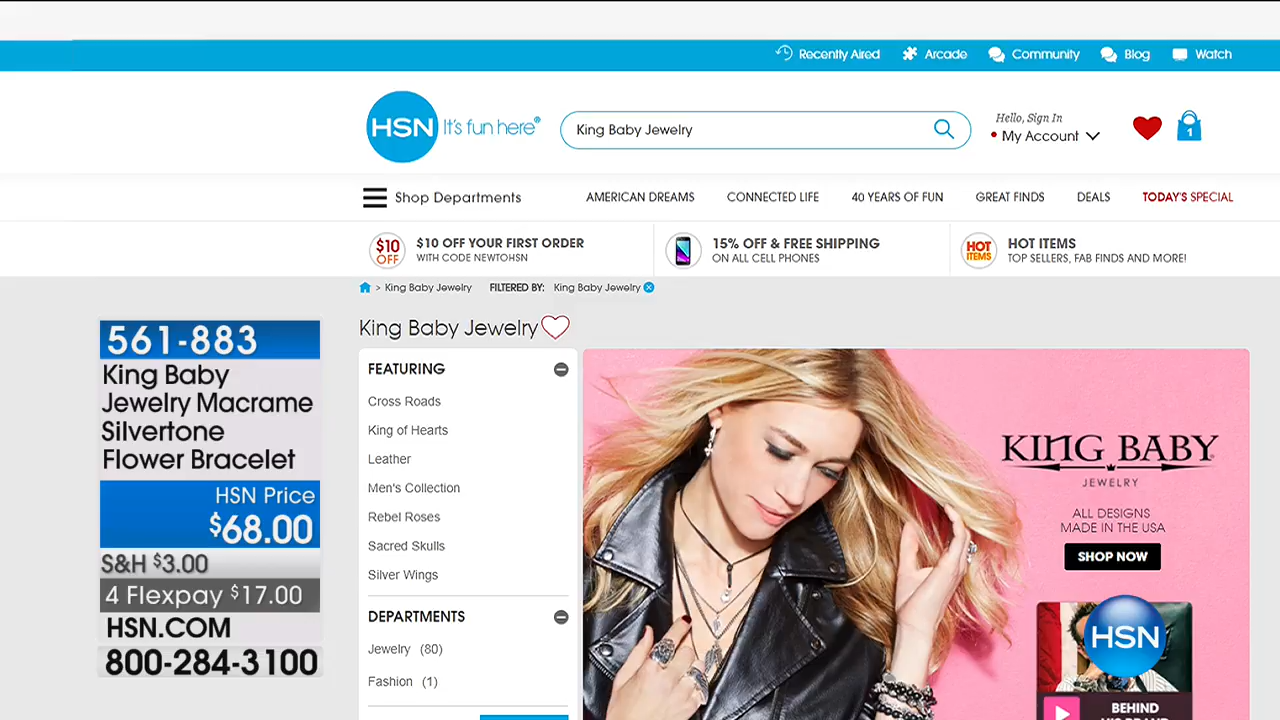 Recently Aired Arcade Community Blog Watch
HSN It's fun here®
King Baby Jewelry
Hello, Sign In
My Account
1
Shop Departments
AMERICAN DREAMS CONNECTED LIFE 40 YEARS OF FUN GREAT FINDS DEALS TODAY'S SPECIAL
$10 OFF
$10 OFF YOUR FIRST ORDER
WITH CODE NEWTOHSN
15% OFF & FREE SHIPPING
ON ALL CELL PHONES
HOT ITEMS
HOT ITEMS
TOP SELLERS, FAB FINDS AND MORE!
> King Baby Jewelry FILTERED BY: King Baby Jewelry
561-883
King Baby
Jewelry Macrame
Silvertone
Flower Bracelet
HSN Price
$68.00
S&H $3.00
4 Flexpay $17.00
HSN.COM
800-284-3100
King Baby Jewelry
FEATURING
Cross Roads
King of Hearts
Leather
Men's Collection
Rebel Roses
Sacred Skulls
Silver Wings
DEPARTMENTS
Jewelry (80)
Fashion (1)
KING BABY
JEWELRY
ALL DESIGNS
MADE IN THE USA
SHOP NOW
HSN
BEHIND